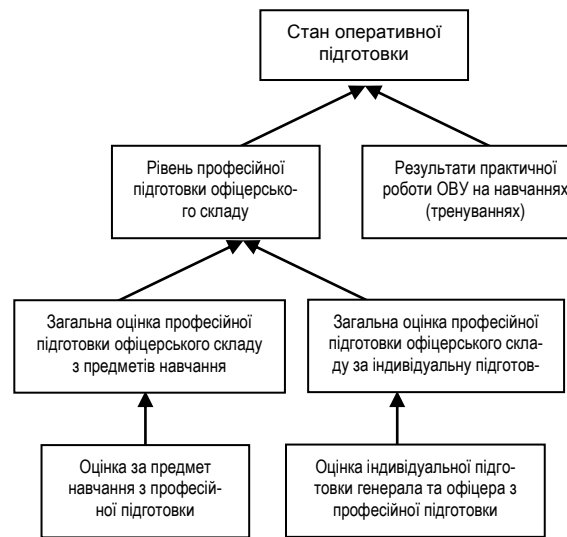 Стан оперативної
підготовки
Рівень професійної
підготовки офіцерсько-
го складу
Результати практичної
роботи ОВУ на навчаннях
(тренуваннях)
Загальна оцінка професійної
підготовки офіцерського складу
з предметів навчання
Загальна оцінка професійної
підготовки офіцерського скла-
ду за індивідуальну підготов-
Оцінка за предмет
навчання з професій-
ної підготовки
Оцінка індивідуальної підго-
товки генерала та офіцера з
професійної підготовки